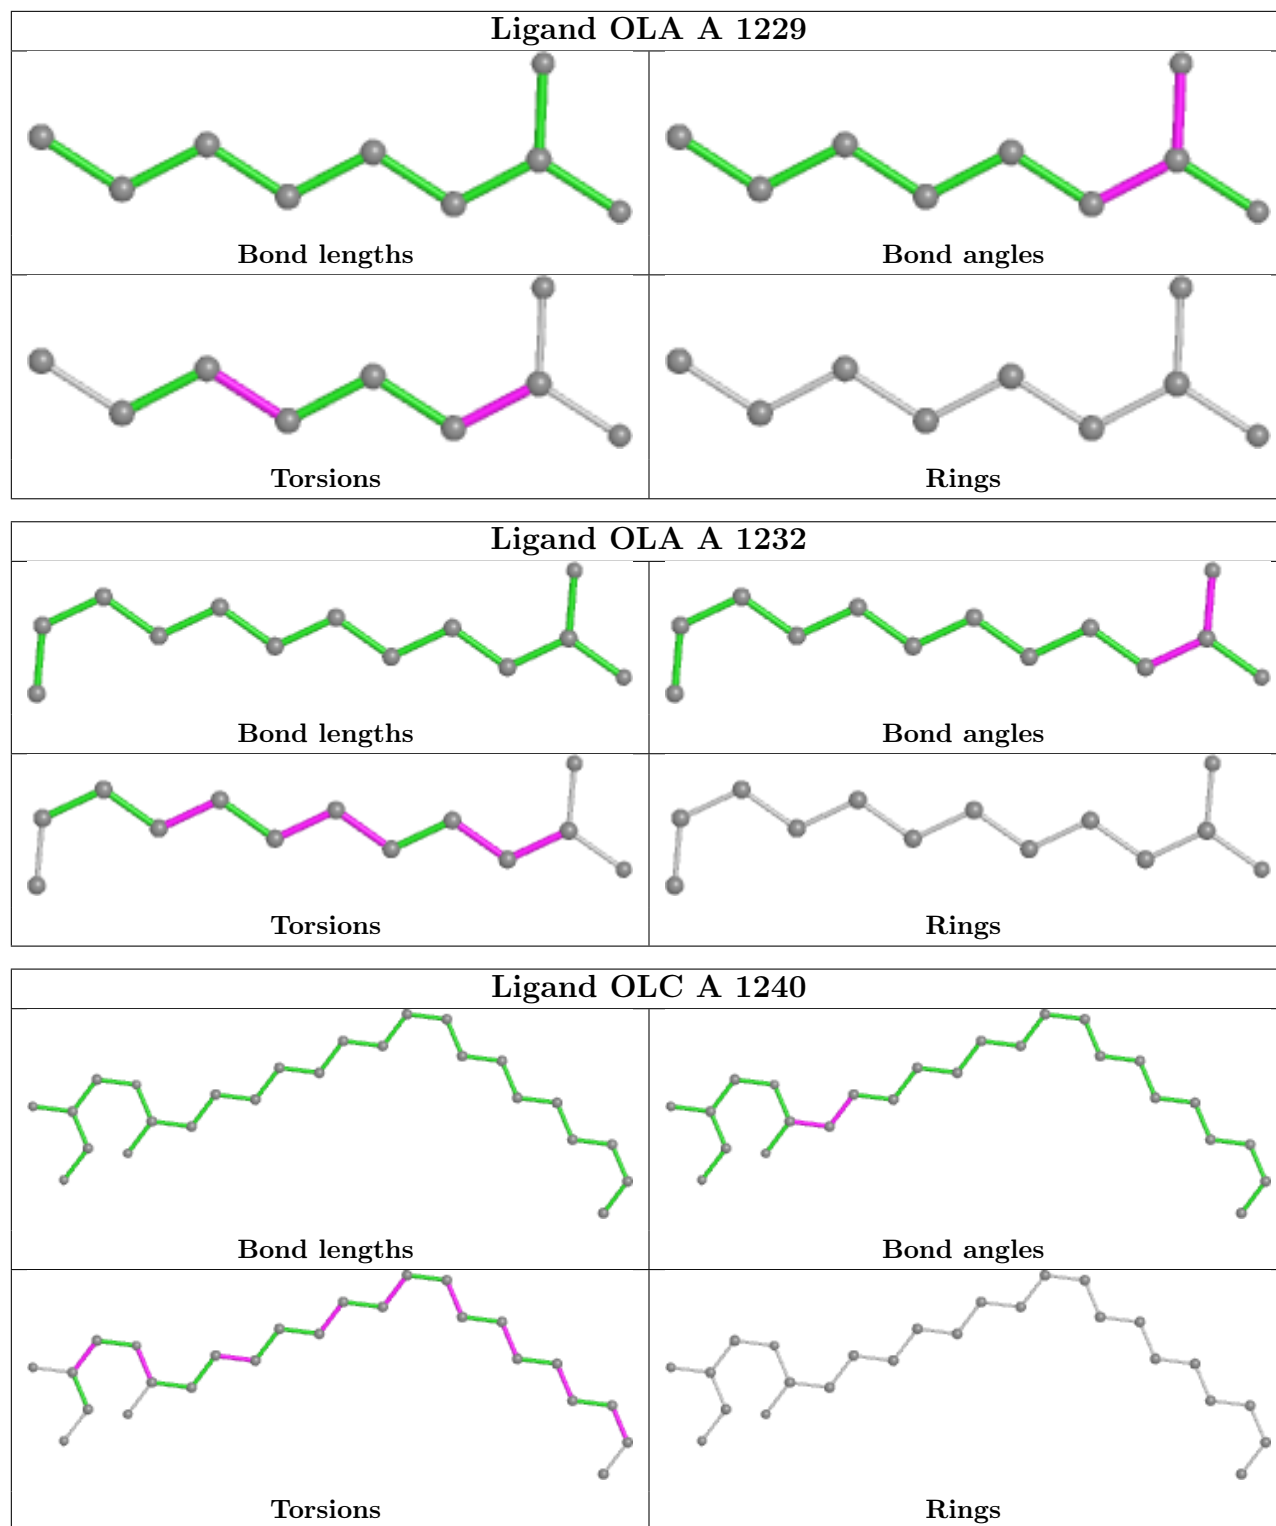 Ligand OLA A 1229
Bond lengths
Bond angles
Torsions
Rings
Ligand OLA A 1232
Bond lengths
Bond angles
Torsions
Rings
Ligand OLC A 1240
Bond lengths
Bond angles
Torsions
Rings